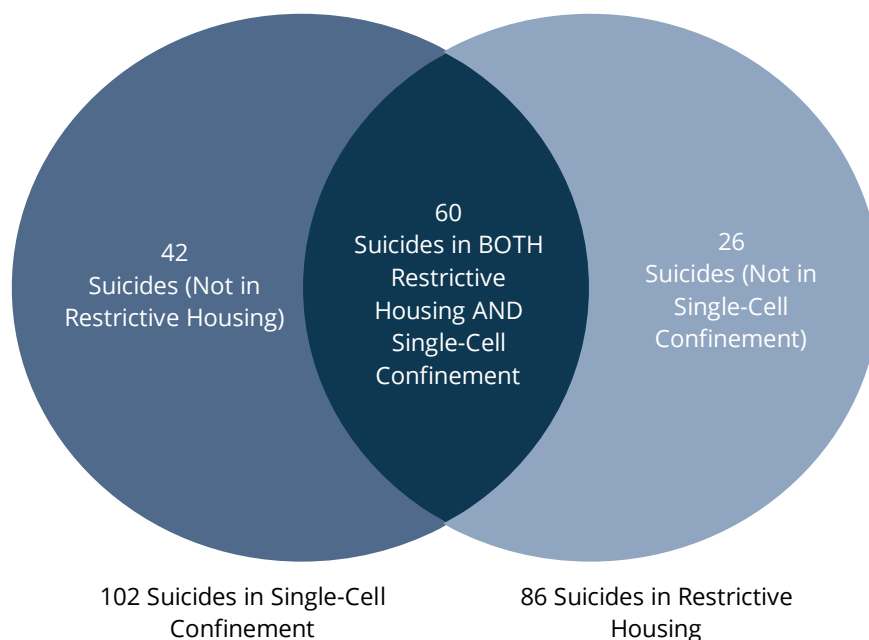 42
Suicides (Not in
Restrictive Housing)
60
Suicides in BOTH
Restrictive
Housing AND
Single-Cell
Confinement
26
Suicides (Not in
Single-Cell
Confinement)
102 Suicides in Single-Cell
Confinement
86 Suicides in Restrictive
Housing